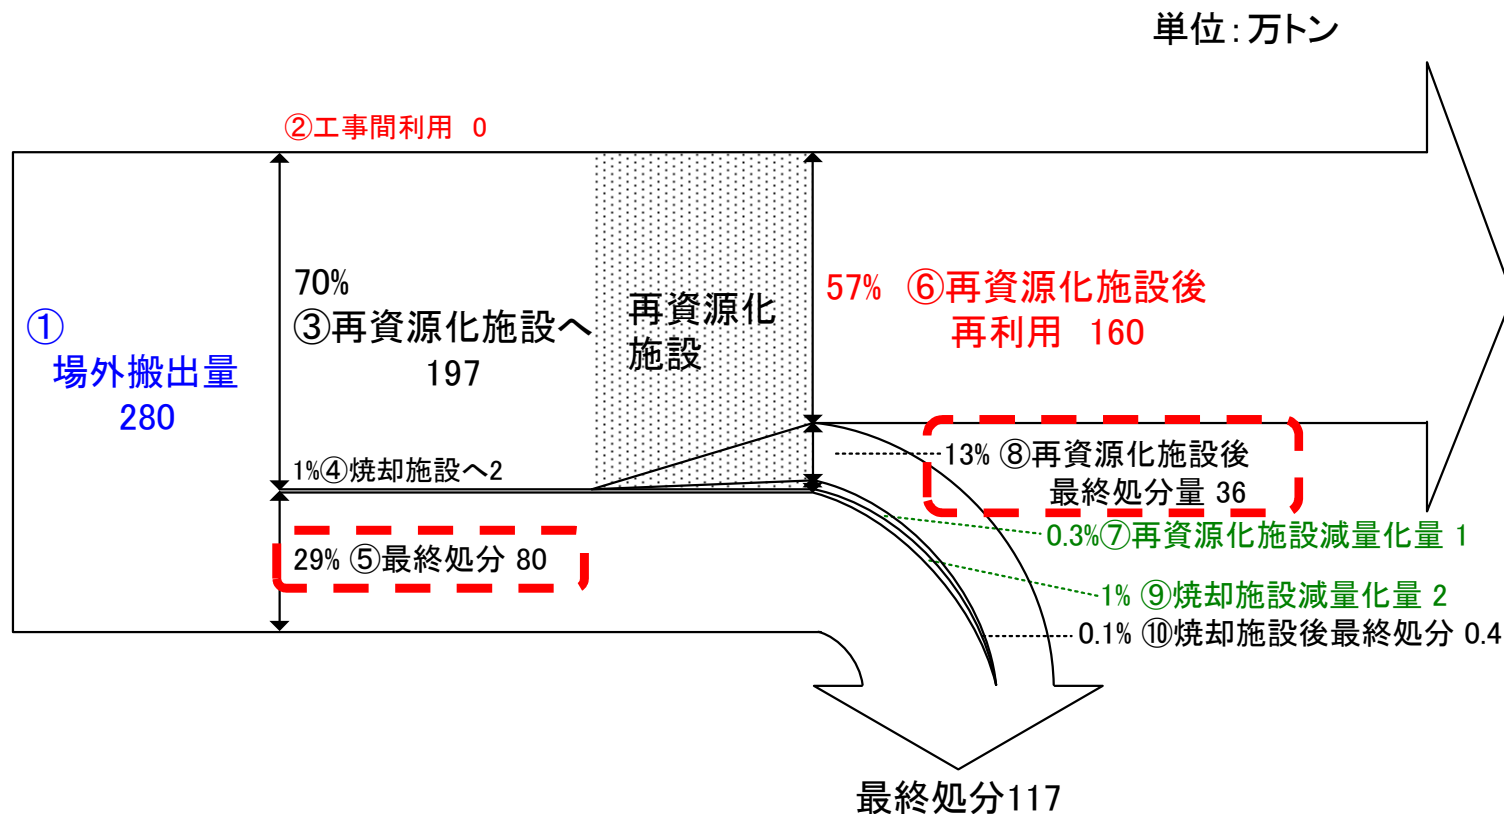 単位：万トン
②工事間利用 0
70%
③再資源化施設へ
197
再資源化
施設
57% ⑥再資源化施設後
再利用 160
①
場外搬出量
280
1%④焼却施設へ2
13% ⑧再資源化施設後
最終処分量 36
0.3%⑦再資源化施設減量化量 1
29% ⑤最終処分 80
1% ⑨焼却施設減量化量 2
0.1% ⑩焼却施設後最終処分 0.4
最終処分117